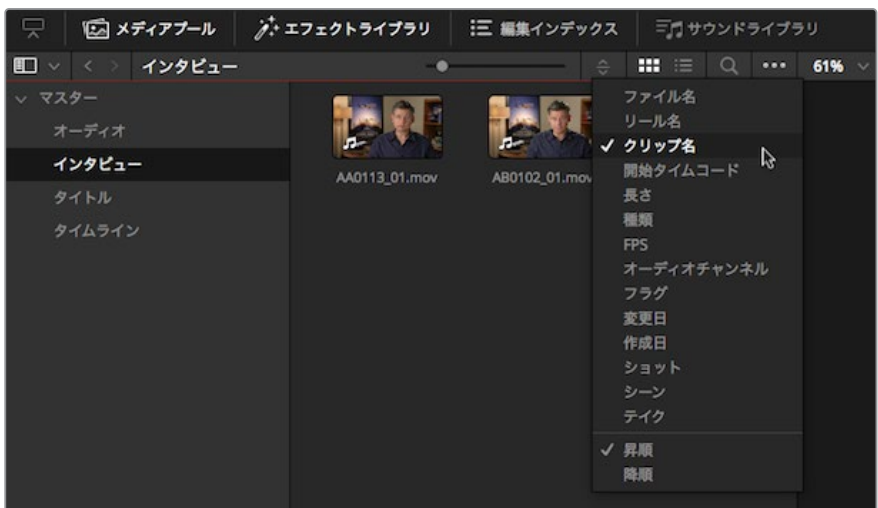 メディアプール エフェクトライブラリ 編集インデックス サウンドライブラリ
インタビュー 61%
マスター
オーディオ
インタビュー
タイトル
タイムライン
AA0113_01.mov AB0102_01.mov
ファイル名
リール名
クリップ名
開始タイムコード
長さ
種類
FPS
オーディオチャンネル
フラグ
変更日
作成日
ショット
シーン
テイク
昇順
降順